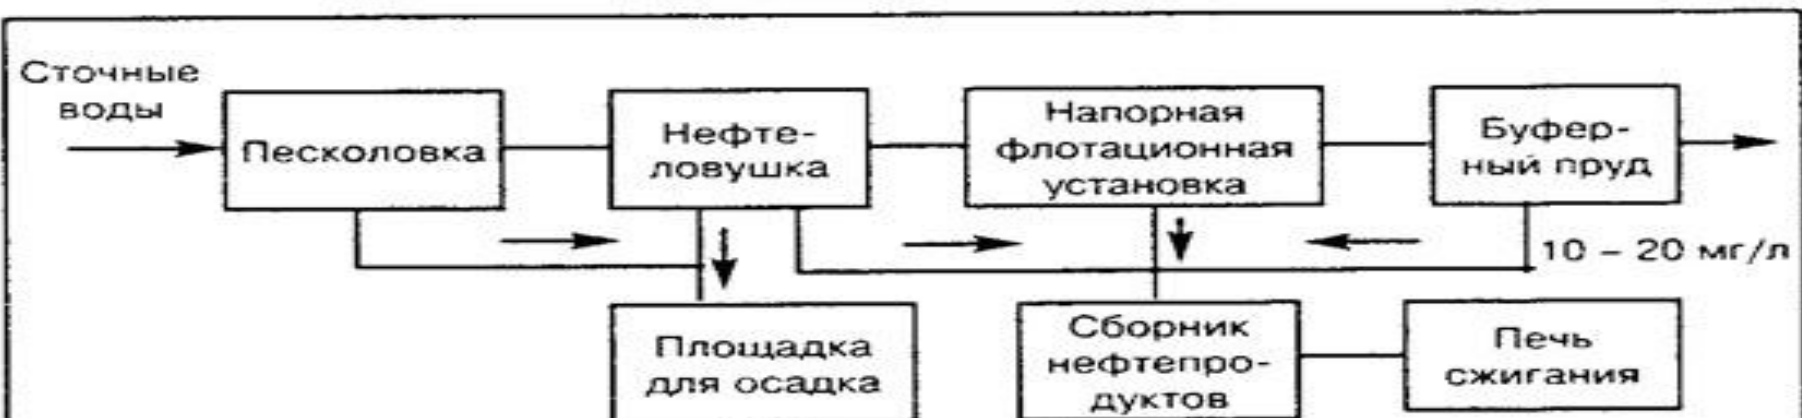 Сточные
воды
Песколовка
Нефте-
ловушка
Напорная
флотационная
установка
Буфер-
ный пруд
10 – 20 мг/л
Площадка
для осадка
Сборник
нефтепро-
дуктов
Печь
сжигания